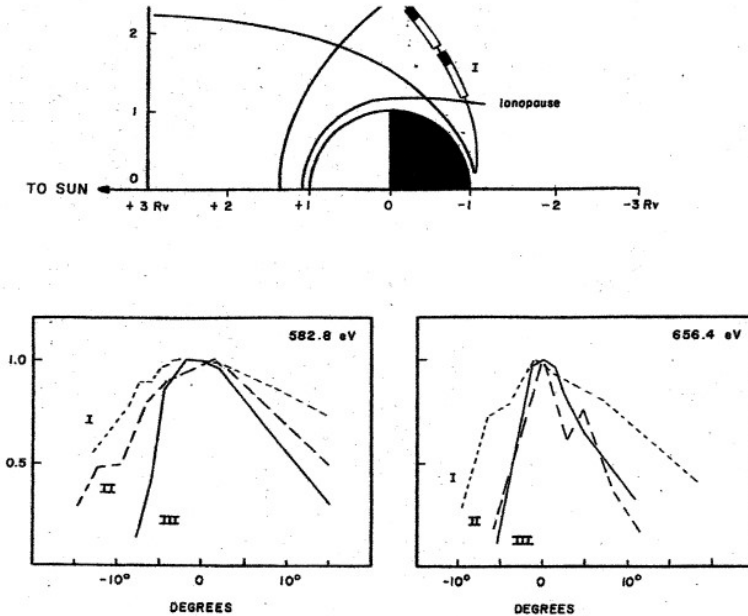 2
I
Ionopause
1
0
TO SUN
+3 Rv +2 +1 0 -1 -2 -3 Rv
582.8 eV
1.0
I
0.5
II
III
-10° 0 10°
DEGREES
656.4 eV
I
II
III
-10° 0 10°
DEGREES